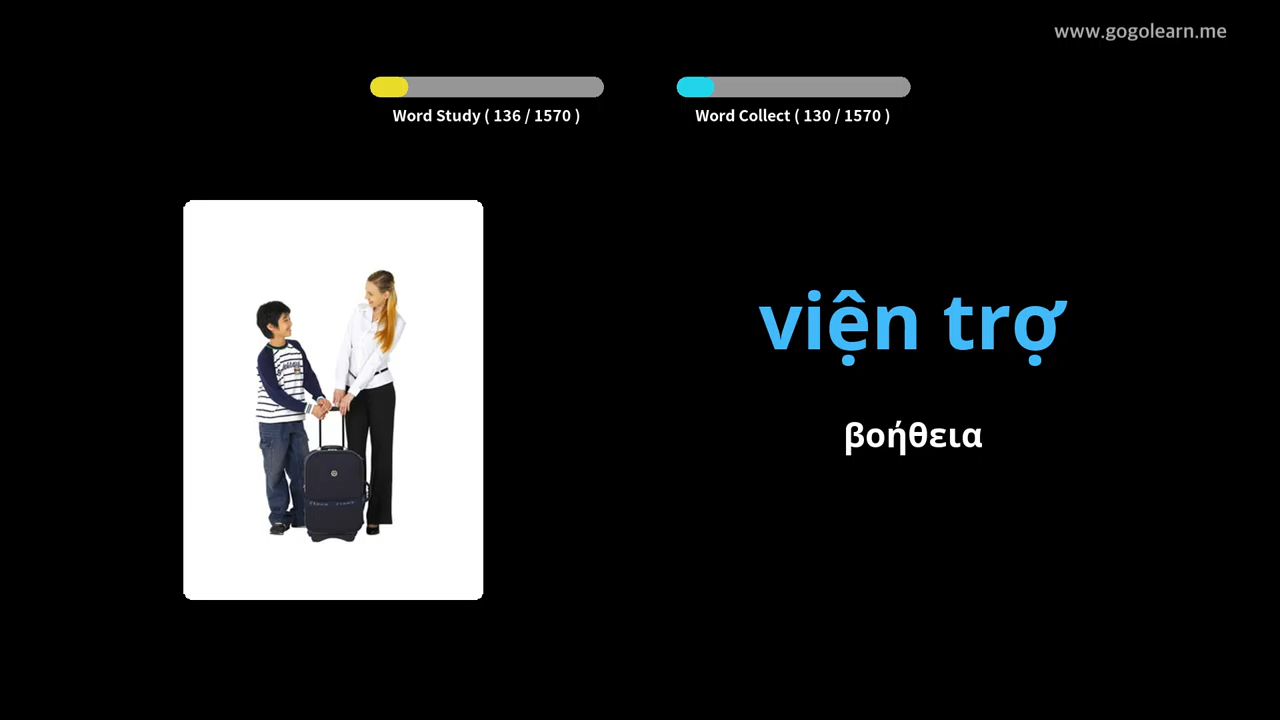 www.gogolearn.me
Word Study ( 136 / 1570 )
Word Collect ( 130 / 1570 )
viện trợ
βοήθεια